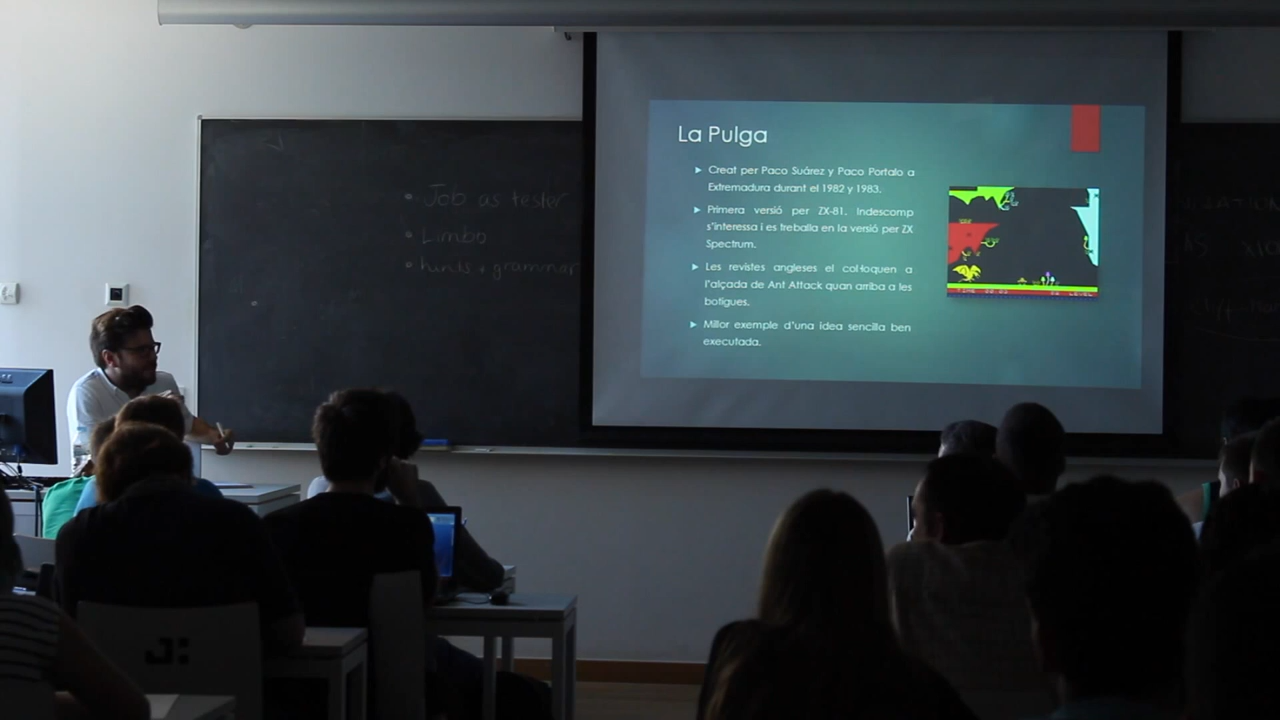 La Pulga
Creat per Paco Suárez y Paco Portalo a
Extremadura durant el 1982 y 1983.
Primera versió per ZX-81. Indescomp
s'interessa i es treballa en la versió per ZX
Spectrum.
Les revistes angleses el col·loquen a
l'alçada de Ant Attack quan arriba a les
botigues.
Millor exemple d'una idea sencilla ben
executada.
Job as tester
Limbo
hints + grammar